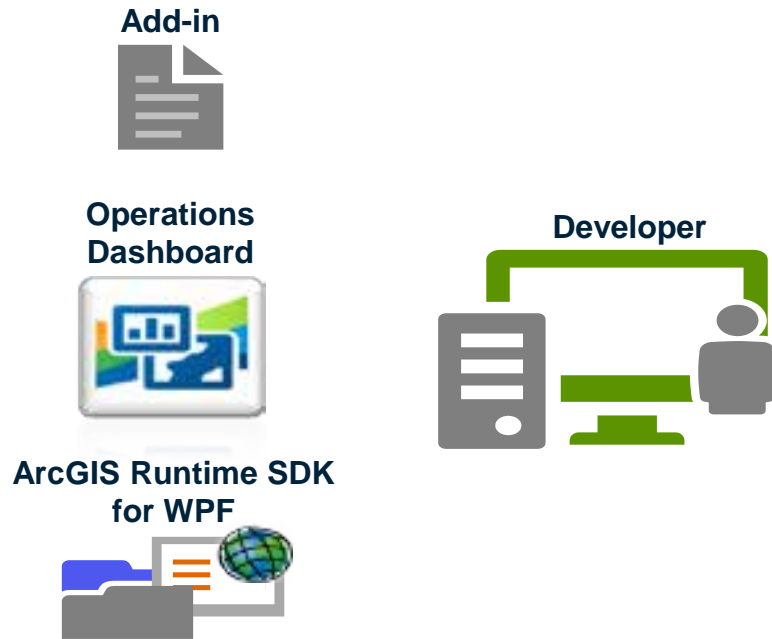 Add-in
Operations
Dashboard
Developer
ArcGIS Runtime SDK
for WPF